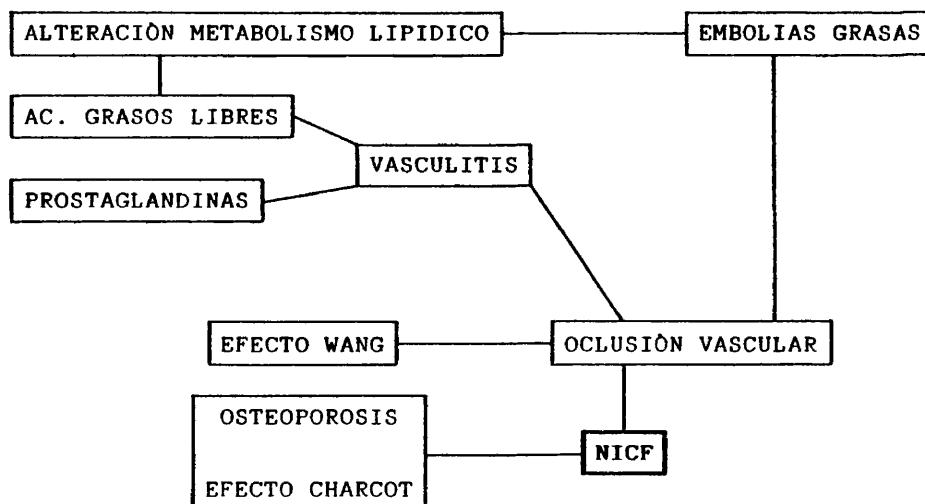 ALTERACIÒN METABOLISMO LIPIDICO
EMBOLIAS GRASAS
AC. GRASOS LIBRES
VASCULITIS
PROSTAGLANDINAS
EFECTO WANG
OCLUSIÒN VASCULAR
OSTEOPOROSIS
NICF
EFECTO CHARCOT